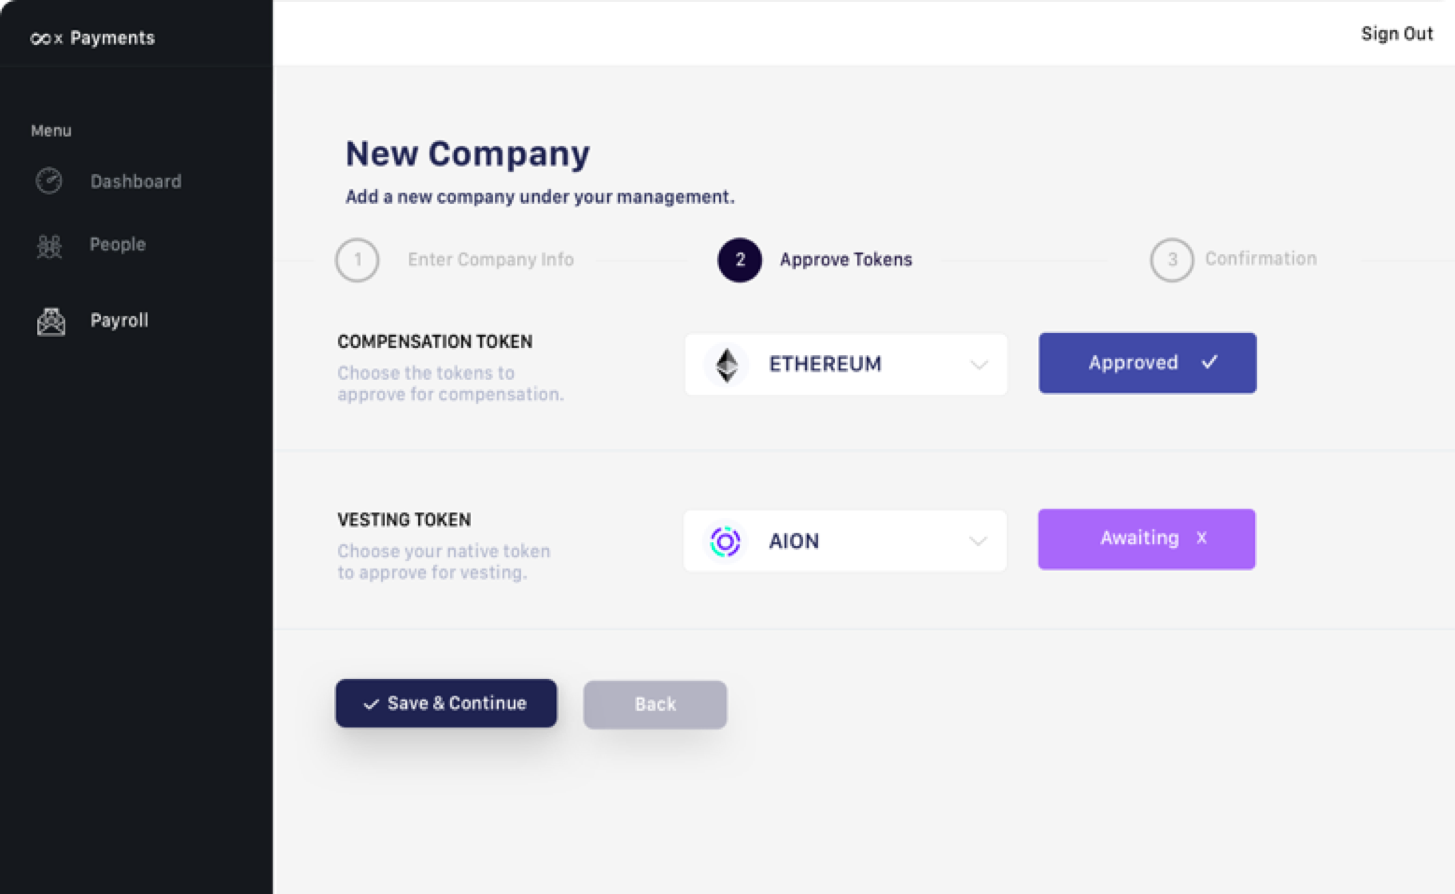 ∞x Payments
Sign Out
Menu
Dashboard
People
Payroll
New Company
Add a new company under your management.
1 Enter Company Info
2 Approve Tokens
3 Confirmation
COMPENSATION TOKEN
Choose the tokens to
approve for compensation.
ETHEREUM
Approved ✓
VESTING TOKEN
Choose your native token
to approve for vesting.
AION
Awaiting X
✓ Save & Continue
Back